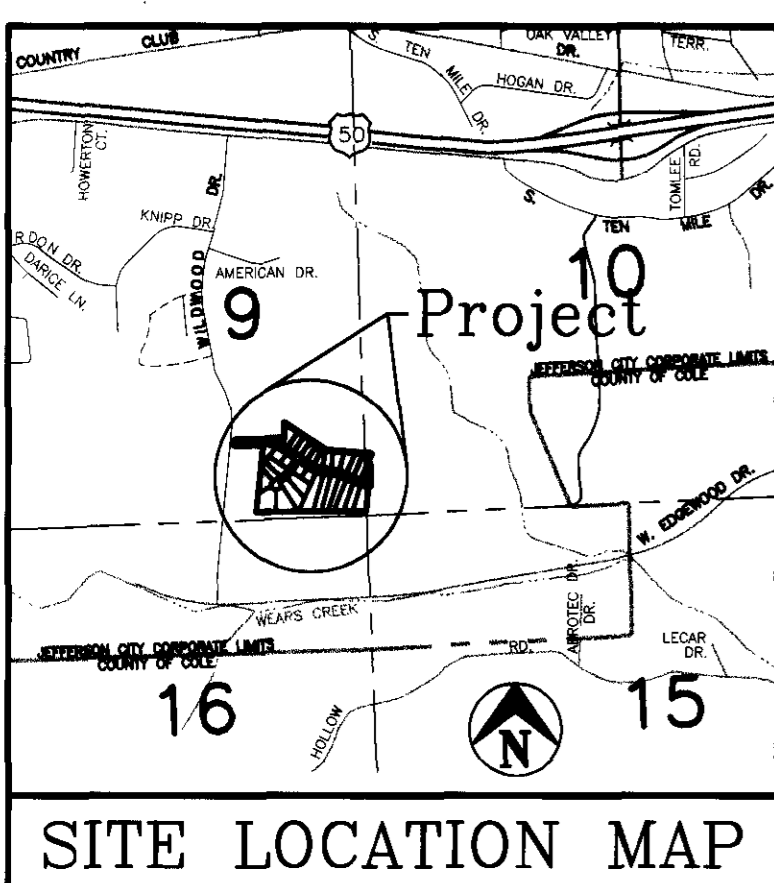 COUNTRY CLUB
S. TEN MILE DR.
OAK VALLEY DR.
TERR.
HOGAN DR.
50
HOWERTON CT.
TOMLEE RD.
S. TEN MILE DR.
KNIPP DR.
WILDWOOD DR.
DARICE LN.
AMERICAN DR.
9
10
Project
JEFFERSON CITY CORPORATE LIMITS
COUNTY OF COLE
W. EDGEWOOD DR.
WEARS CREEK
DR.
JEFFERSON CITY CORPORATE LIMITS
COUNTY OF COLE
RD.
LECAR DR.
16
15
HOLLOW
N
SITE LOCATION MAP